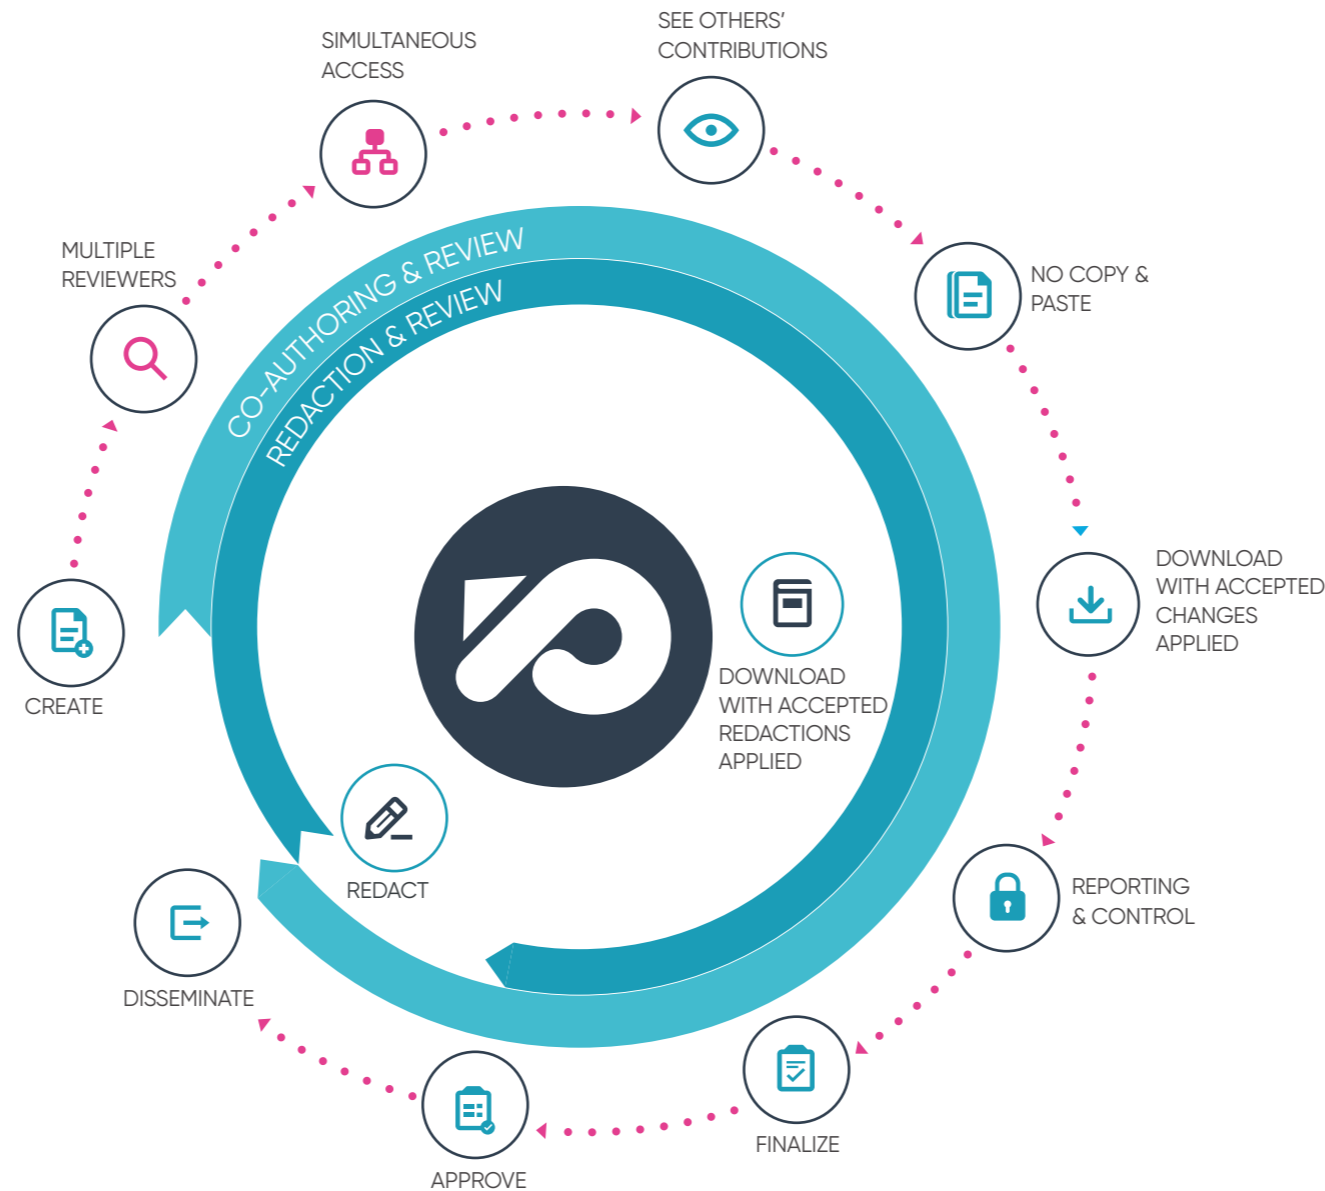 SIMULTANEOUS
ACCESS
SEE OTHERS'
CONTRIBUTIONS
MULTIPLE
REVIEWERS
NO COPY &
PASTE
CO-AUTHORING & REVIEW
REDACTION & REVIEW
DOWNLOAD
WITH ACCEPTED
CHANGES
APPLIED
CREATE
DOWNLOAD
WITH ACCEPTED
REDACTIONS
APPLIED
REDACT
REPORTING
& CONTROL
DISSEMINATE
FINALIZE
APPROVE